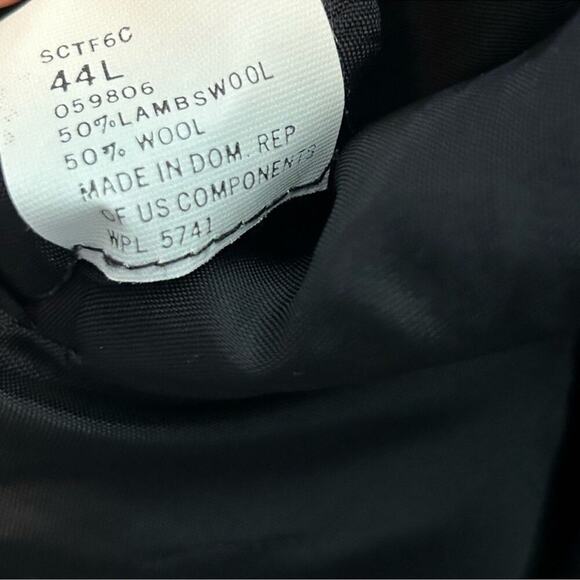 SCTF6C
44L
059806
50% LAMBSWOOL
50% WOOL
MADE IN DOM. REP
OF US COMPONENTS
WPL 5741